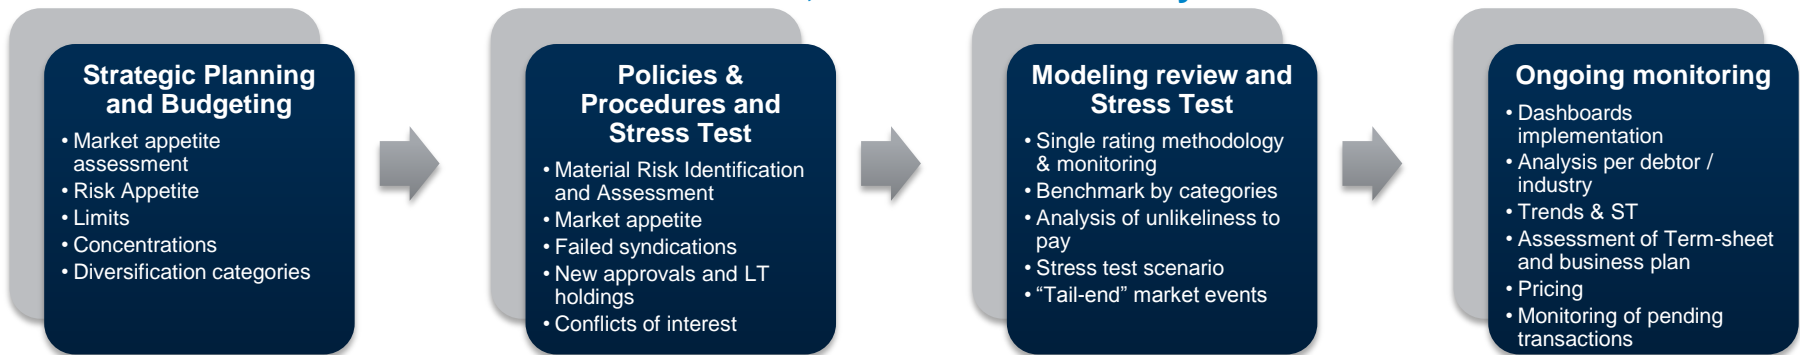 Strategic Planning
and Budgeting
• Market appetite
assessment
• Risk Appetite
• Limits
• Concentrations
• Diversification categories
Policies &
Procedures and
Stress Test
• Material Risk Identification
and Assessment
• Market appetite
• Failed syndications
• New approvals and LT
holdings
• Conflicts of interest
Modeling review and
Stress Test
• Single rating methodology
& monitoring
• Benchmark by categories
• Analysis of unlikeliness to
pay
• Stress test scenario
• “Tail-end” market events
Ongoing monitoring
• Dashboards
implementation
• Analysis per debtor /
industry
• Trends & ST
• Assessment of Term-sheet
and business plan
• Pricing
• Monitoring of pending
transactions